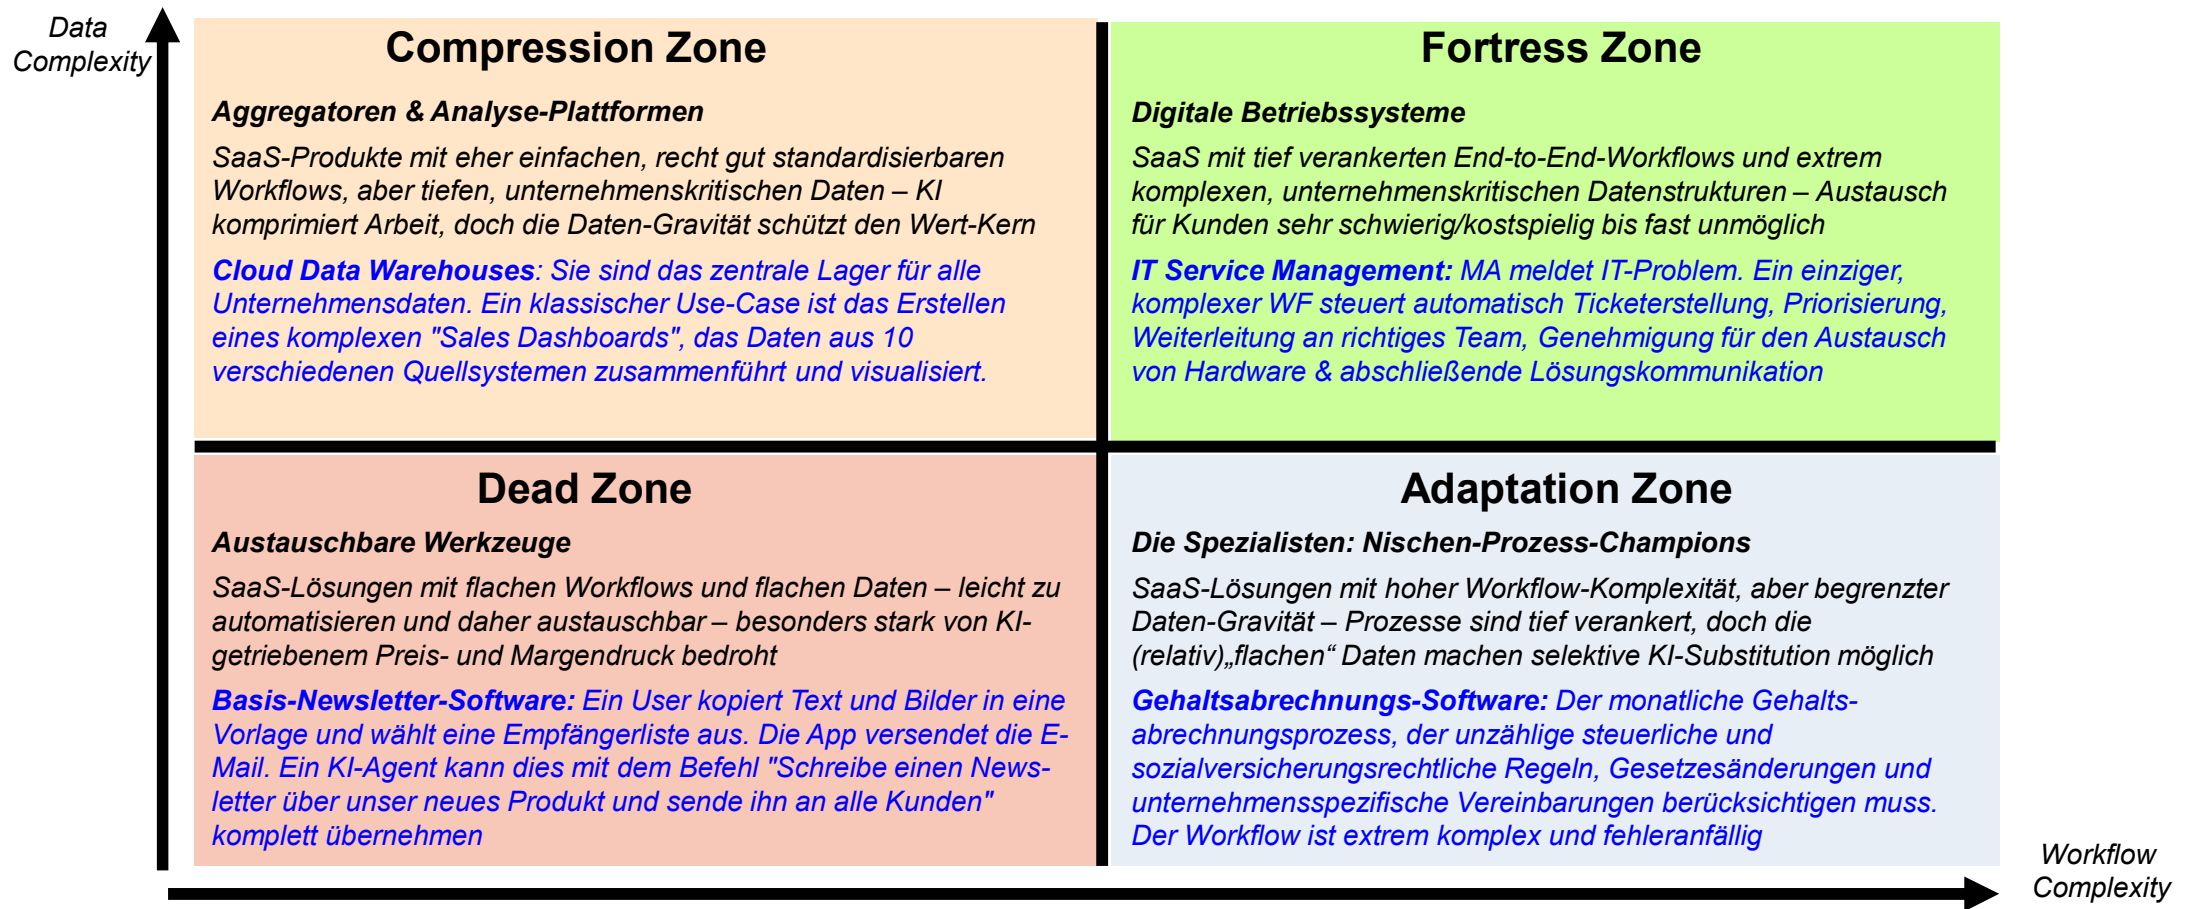 Data
Complexity
Compression Zone
Aggregatoren & Analyse-Plattformen
SaaS-Produkte mit eher einfachen, recht gut standardisierbaren
Workflows, aber tiefen, unternehmenskritischen Daten – KI
komprimiert Arbeit, doch die Daten-Gravität schützt den Wert-Kern
Cloud Data Warehouses: Sie sind das zentrale Lager für alle
Unternehmensdaten. Ein klassischer Use-Case ist das Erstellen
eines komplexen "Sales Dashboards", das Daten aus 10
verschiedenen Quellsystemen zusammenführt und visualisiert.
Fortress Zone
Digitale Betriebssysteme
SaaS mit tief verankerten End-to-End-Workflows und extrem
komplexen, unternehmenskritischen Datenstrukturen – Austausch
für Kunden sehr schwierig/kostspielig bis fast unmöglich
IT Service Management: MA meldet IT-Problem. Ein einziger,
komplexer WF steuert automatisch Ticketerstellung, Priorisierung,
Weiterleitung an richtiges Team, Genehmigung für den Austausch
von Hardware & abschließende Lösungskommunikation
Dead Zone
Austauschbare Werkzeuge
SaaS-Lösungen mit flachen Workflows und flachen Daten – leicht zu
automatisieren und daher austauschbar – besonders stark von KI-
getriebenem Preis- und Margendruck bedroht
Basis-Newsletter-Software: Ein User kopiert Text und Bilder in eine
Vorlage und wählt eine Empfängerliste aus. Die App versendet die E-
Mail. Ein KI-Agent kann dies mit dem Befehl "Schreibe einen News-
letter über unser neues Produkt und sende ihn an alle Kunden"
komplett übernehmen
Adaptation Zone
Die Spezialisten: Nischen-Prozess-Champions
SaaS-Lösungen mit hoher Workflow-Komplexität, aber begrenzter
Daten-Gravität – Prozesse sind tief verankert, doch die
(relativ)„flachen“ Daten machen selektive KI-Substitution möglich
Gehaltsabrechnungs-Software: Der monatliche Gehalts-
abrechnungsprozess, der unzählige steuerliche und
sozialversicherungsrechtliche Regeln, Gesetzesänderungen und
unternehmensspezifische Vereinbarungen berücksichtigen muss.
Der Workflow ist extrem komplex und fehleranfällig
Workflow
Complexity